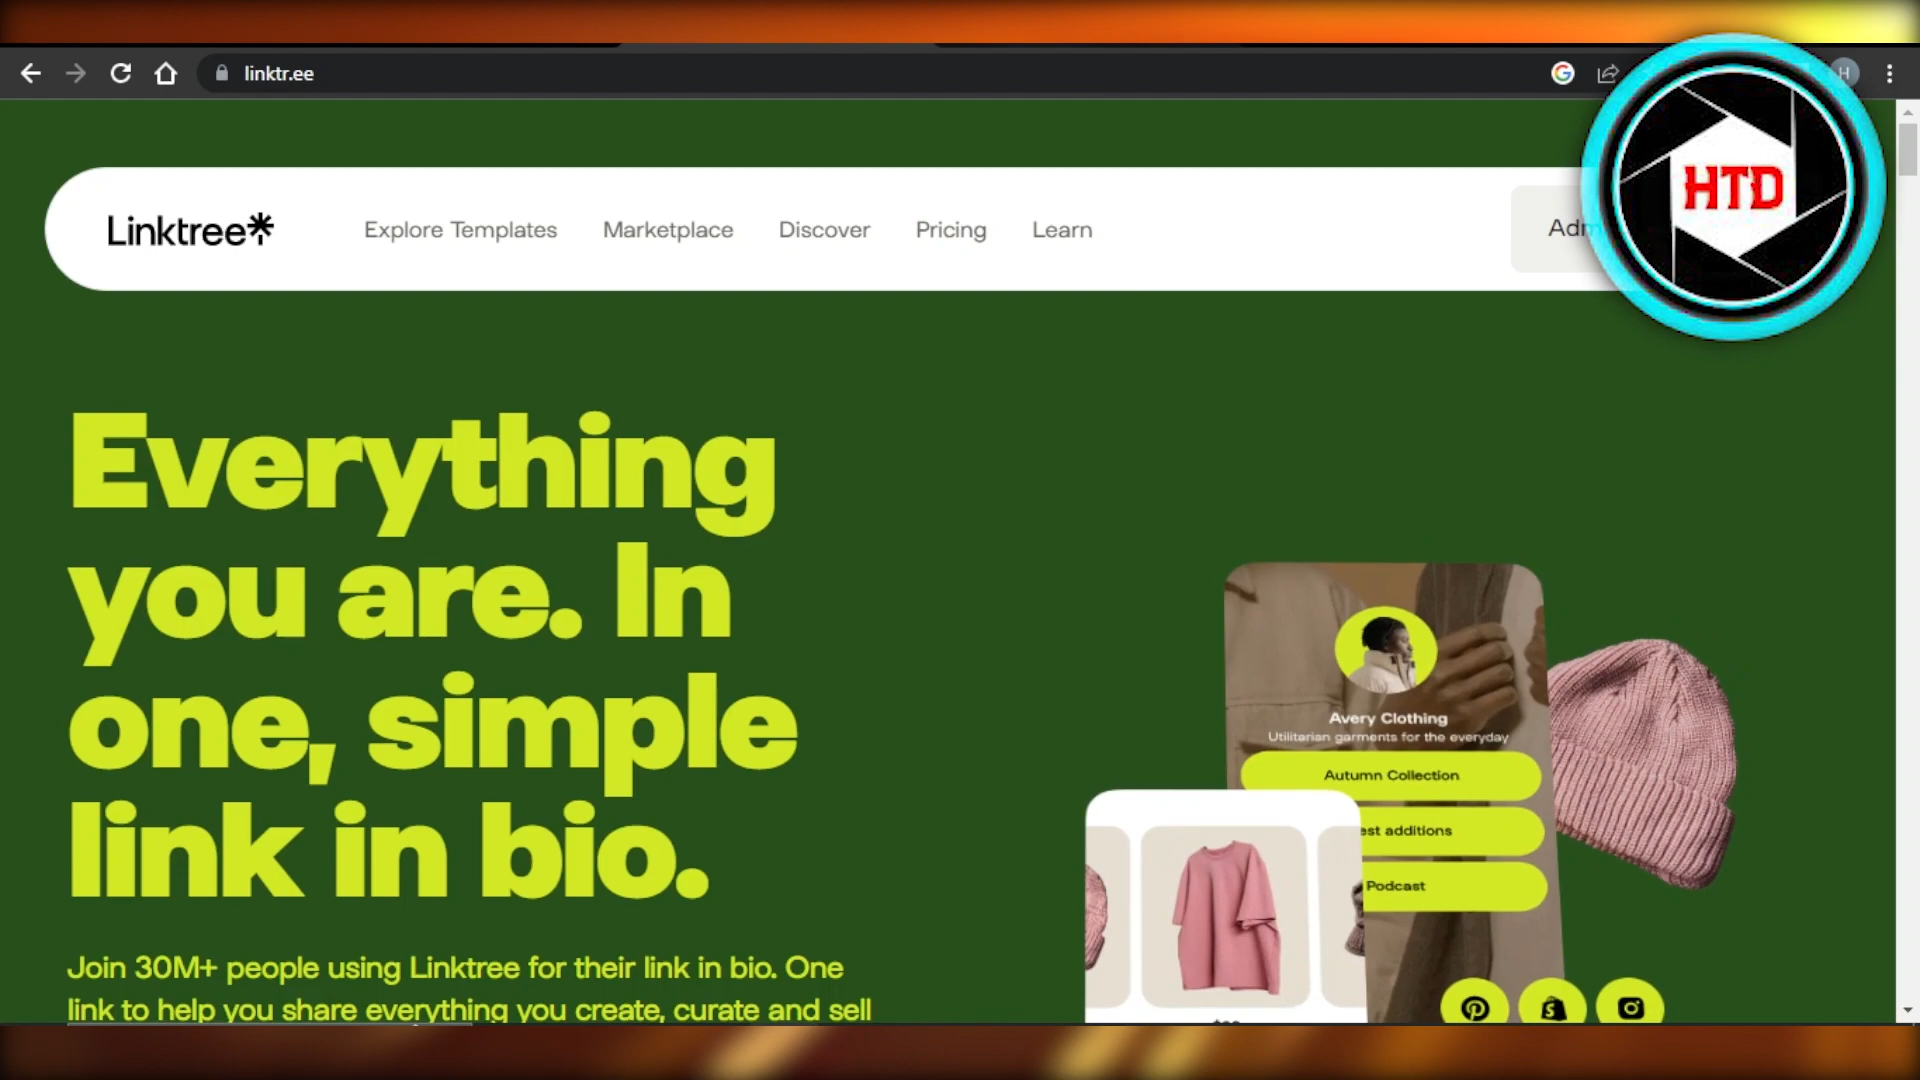 linktr.ee
H
HTD
Linktree
Explore Templates
Marketplace
Discover
Pricing
Learn
Everything
you are. In
one, simple
link in bio.
Join 30M+ people using Linktree for their link in bio. One
link to help you share everything you create, curate and sell
Avery Clothing
Utilitarian garments for the everyday
Autumn Collection
additions
Podcast